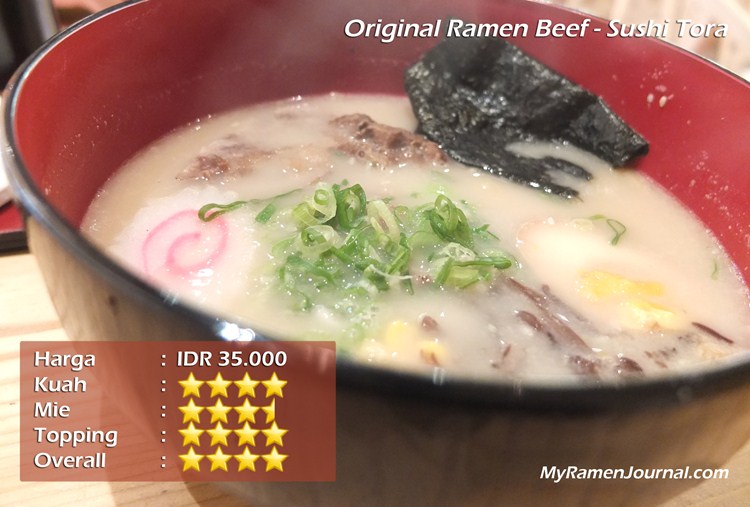 Original Ramen Beef - Sushi Tora
Harga : IDR 35.000
Kuah :
Mie :
Topping :
Overall :
MyRamenJournal.com